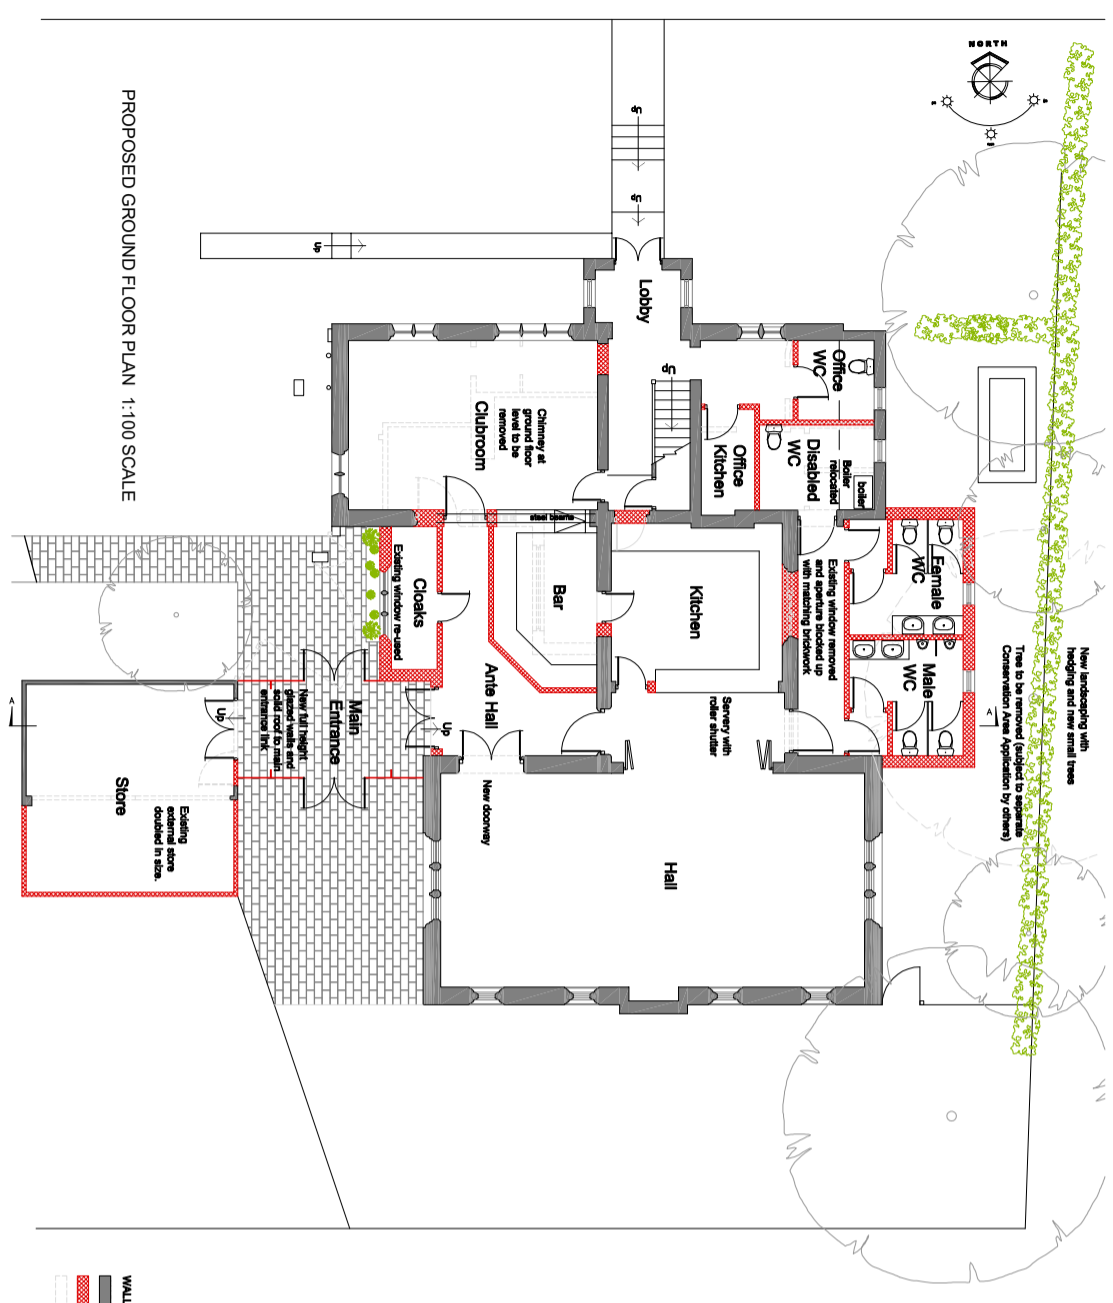 PROPOSED GROUND FLOOR PLAN 1:100 SCALE
NORTH
New landscaping with
hedging and new small trees
Tree to be removed (subject to separate
Conservation Area Application by others)
A
Up
Up
Up
Lobby
Up
Office
WC
Office
Kitchen
Disabled
WC
Boiler
relocated
boiler
Chimney at
ground floor
level to be
removed
Clubroom
steel beams
Female
WC
Male
WC
Existing window removed
and aperture blocked up
with matching brickwork
Kitchen
Bar
Cloaks
Existing window re-used
Ante Hall
Servery with
roller shutter
Up
New doorway
Main
Entrance
New full height
glazed walls and
solid roof to main
entrance link
Hall
Up
Store
Existing
external store
doubled in size.
A
WALL